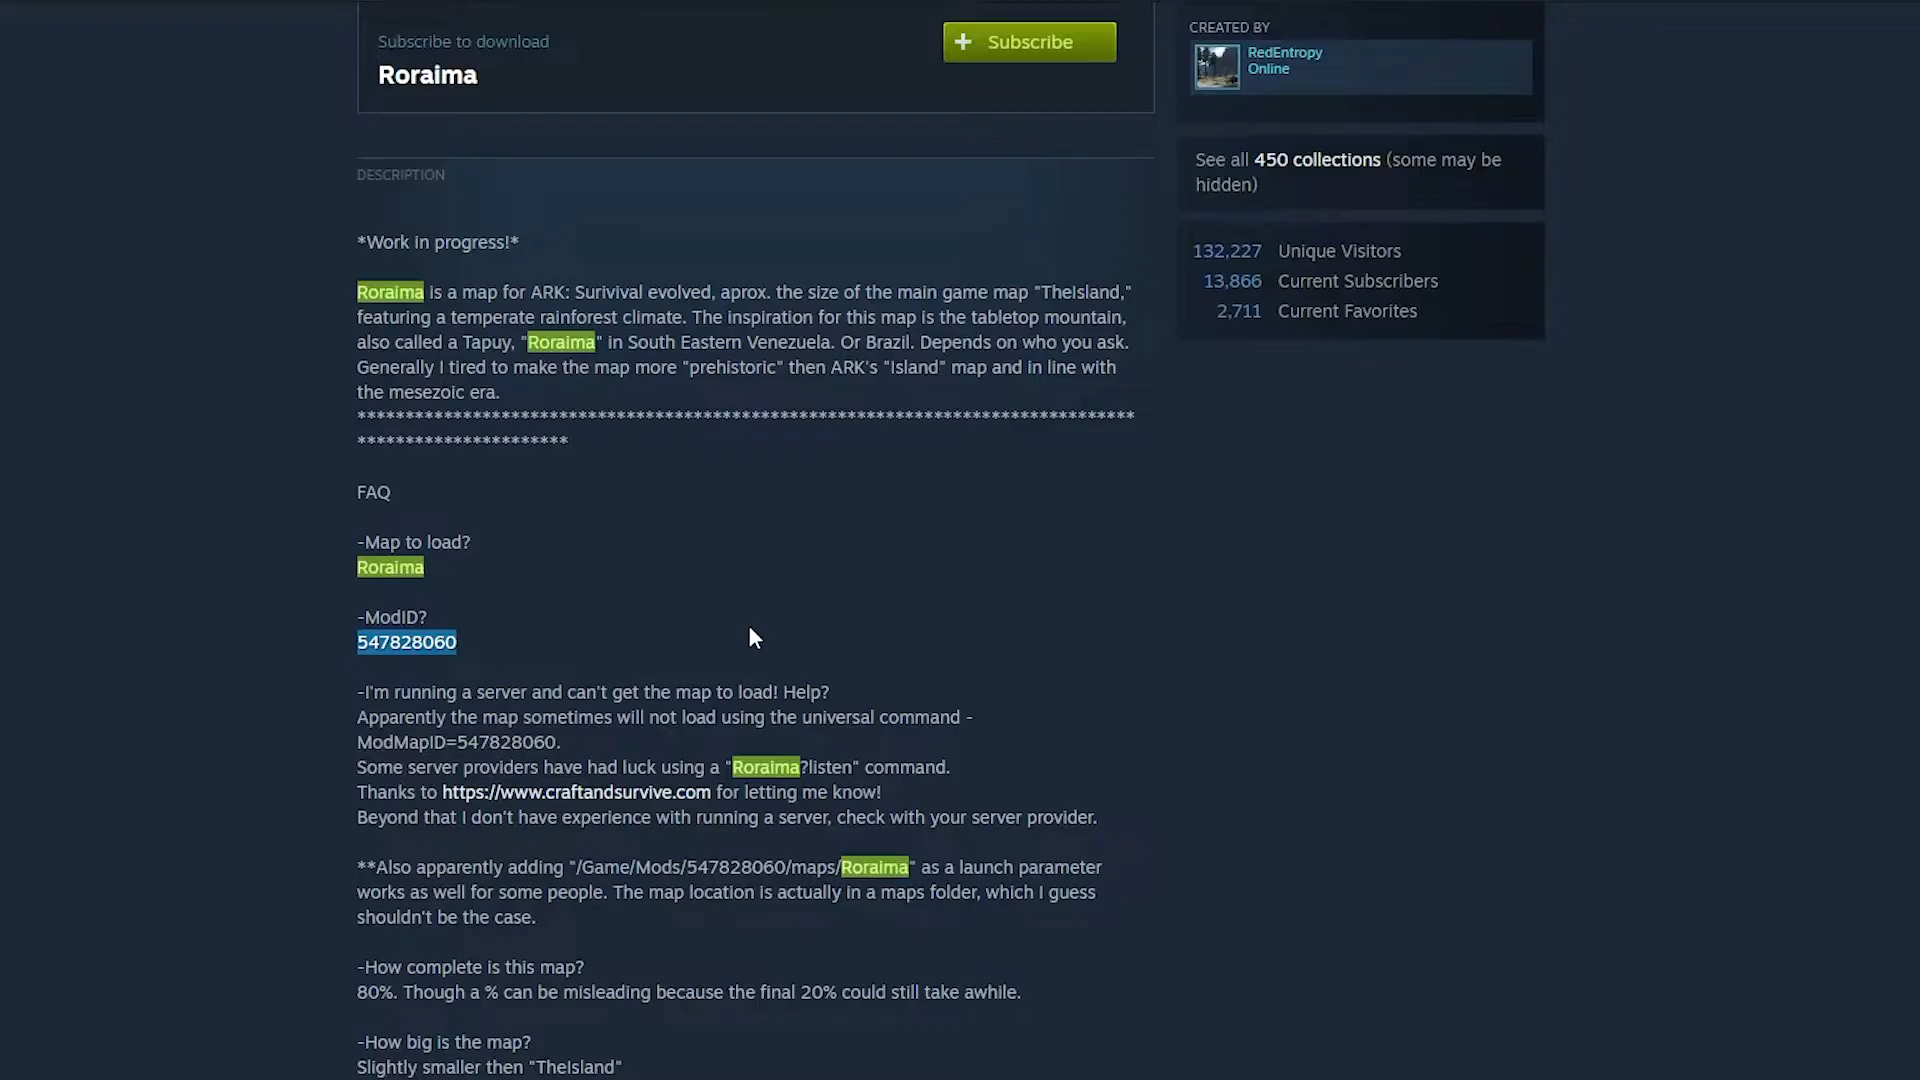 Subscribe to download
Roraima
+ Subscribe
CREATED BY
RedEntropy
Online
See all 450 collections (some may be
hidden)
132,227 Unique Visitors
13,866 Current Subscribers
2,711 Current Favorites
DESCRIPTION
*Work in progress!*
Roraima is a map for ARK: Surivival evolved, aprox. the size of the main game map "TheIsland,"
featuring a temperate rainforest climate. The inspiration for this map is the tabletop mountain,
also called a Tapuy, "Roraima" in South Eastern Venezuela. Or Brazil. Depends on who you ask.
Generally I tired to make the map more "prehistoric" then ARK's "Island" map and in line with
the mesezoic era.
***********************************************************************************
**********************
FAQ
-Map to load?
Roraima
-ModID?
547828060
-I'm running a server and can't get the map to load! Help?
Apparently the map sometimes will not load using the universal command -
ModMapID=547828060.
Some server providers have had luck using a "Roraima?listen" command.
Thanks to https://www.craftandsurvive.com for letting me know!
Beyond that I don't have experience with running a server, check with your server provider.
**Also apparently adding "/Game/Mods/547828060/maps/Roraima" as a launch parameter
works as well for some people. The map location is actually in a maps folder, which I guess
shouldn't be the case.
-How complete is this map?
80%. Though a % can be misleading because the final 20% could still take awhile.
-How big is the map?
Slightly smaller then "TheIsland"